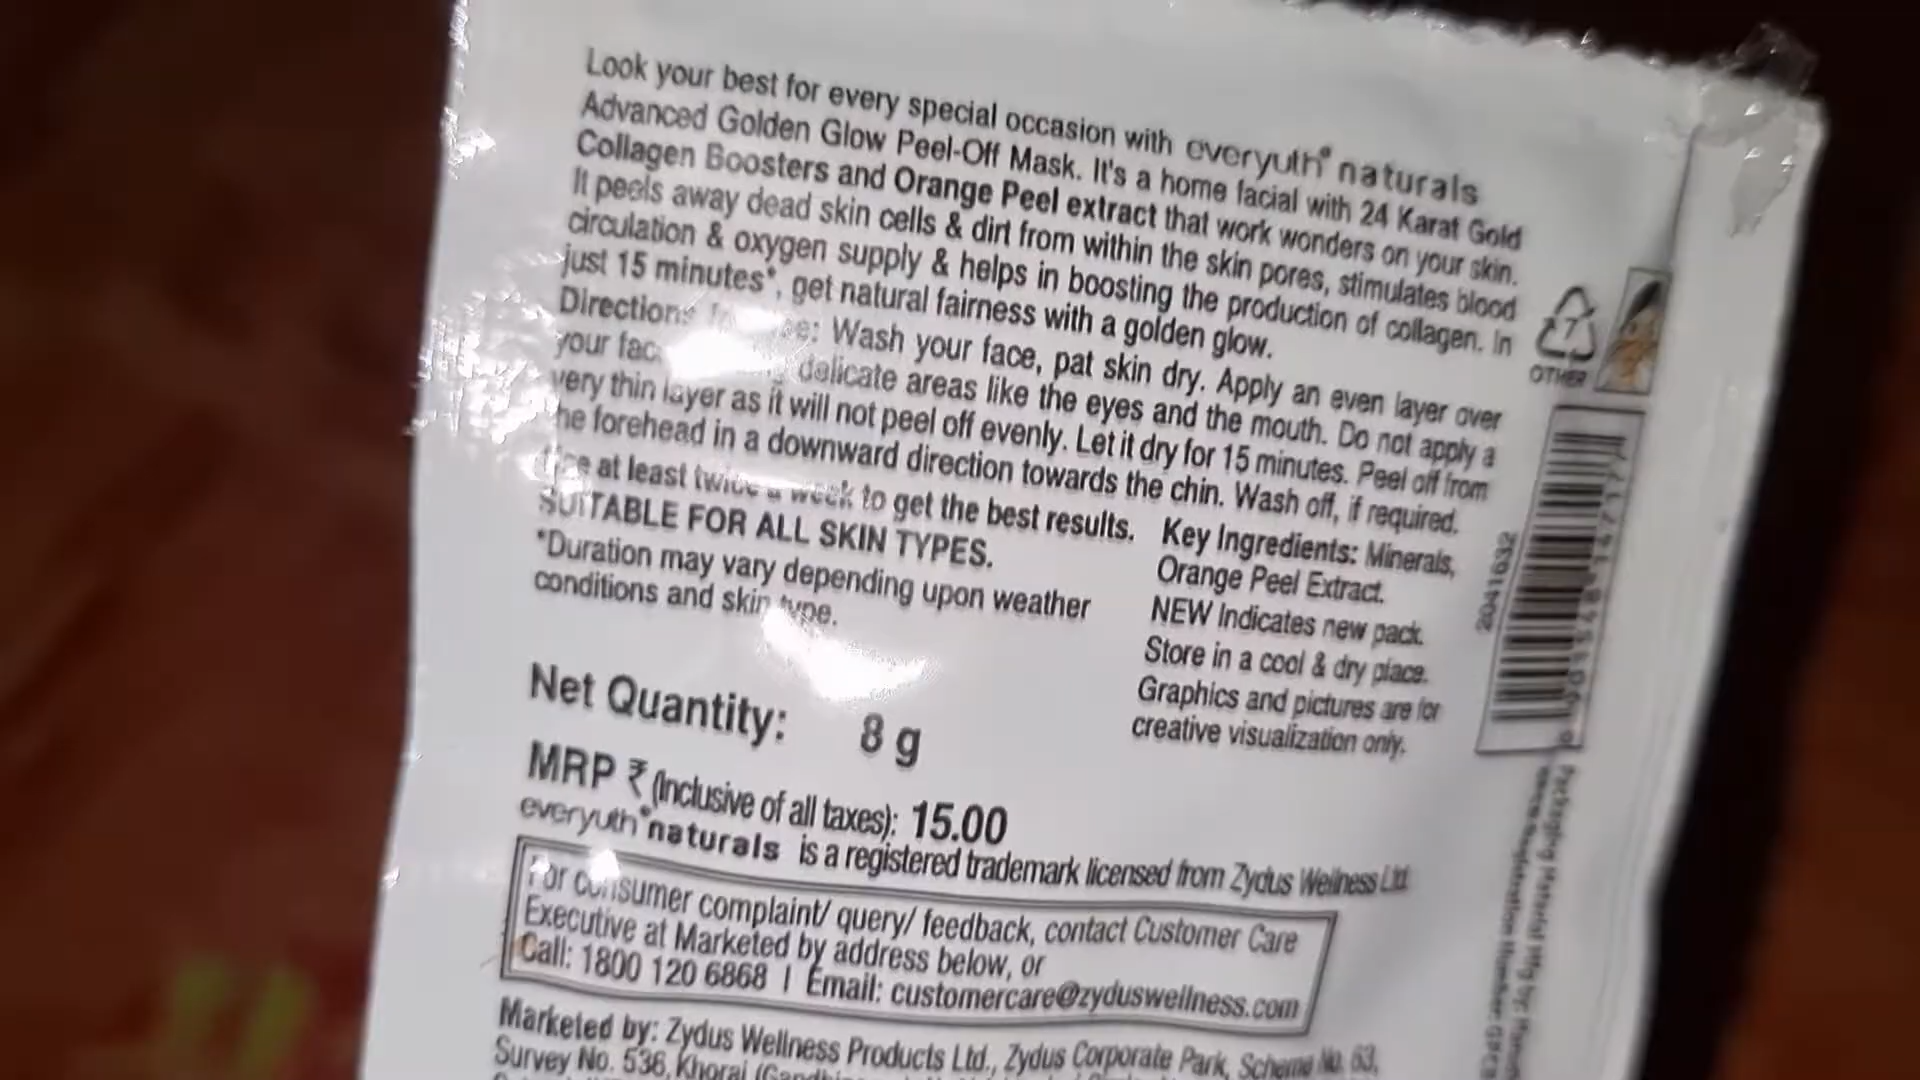 Look your best for every special occasion with everyuth® naturals
Advanced Golden Glow Peel-Off Mask. It's a home facial with 24 Karat Gold
Collagen Boosters and Orange Peel extract that work wonders on your skin.
It peels away dead skin cells & dirt from within the skin pores, stimulates blood
circulation & oxygen supply & helps in boosting the production of collagen. In
just 15 minutes*, get natural fairness with a golden glow.
Directions : Wash your face, pat skin dry. Apply an even layer over
your delicate areas like the eyes and the mouth. Do not apply a
very thin layer as it will not peel off evenly. Let it dry for 15 minutes. Peel off from
he forehead in a downward direction towards the chin. Wash off, if required.
at least twice a week to get the best results.
SUITABLE FOR ALL SKIN TYPES.
*Duration may vary depending upon weather
conditions and skin type.
Key Ingredients: Minerals,
Orange Peel Extract.
NEW Indicates new pack.
Store in a cool & dry place.
Graphics and pictures are for
creative visualization only.
Net Quantity: 8 g
MRP ₹ (Inclusive of all taxes): 15.00
everyuth® naturals is a registered trademark licensed from Zydus Wellness Ltd.
For consumer complaint/ query/ feedback, contact Customer Care
Executive at Marketed by address below, or
Call: 1800 120 6868 | Email: customercare@zyduswellness.com
Marketed by: Zydus Wellness Products Ltd., Zydus Corporate Park, Scheme No. 63,
Survey No. 536, Khoraj
7
OTHER
2041632
Packaging Material Mfg by: